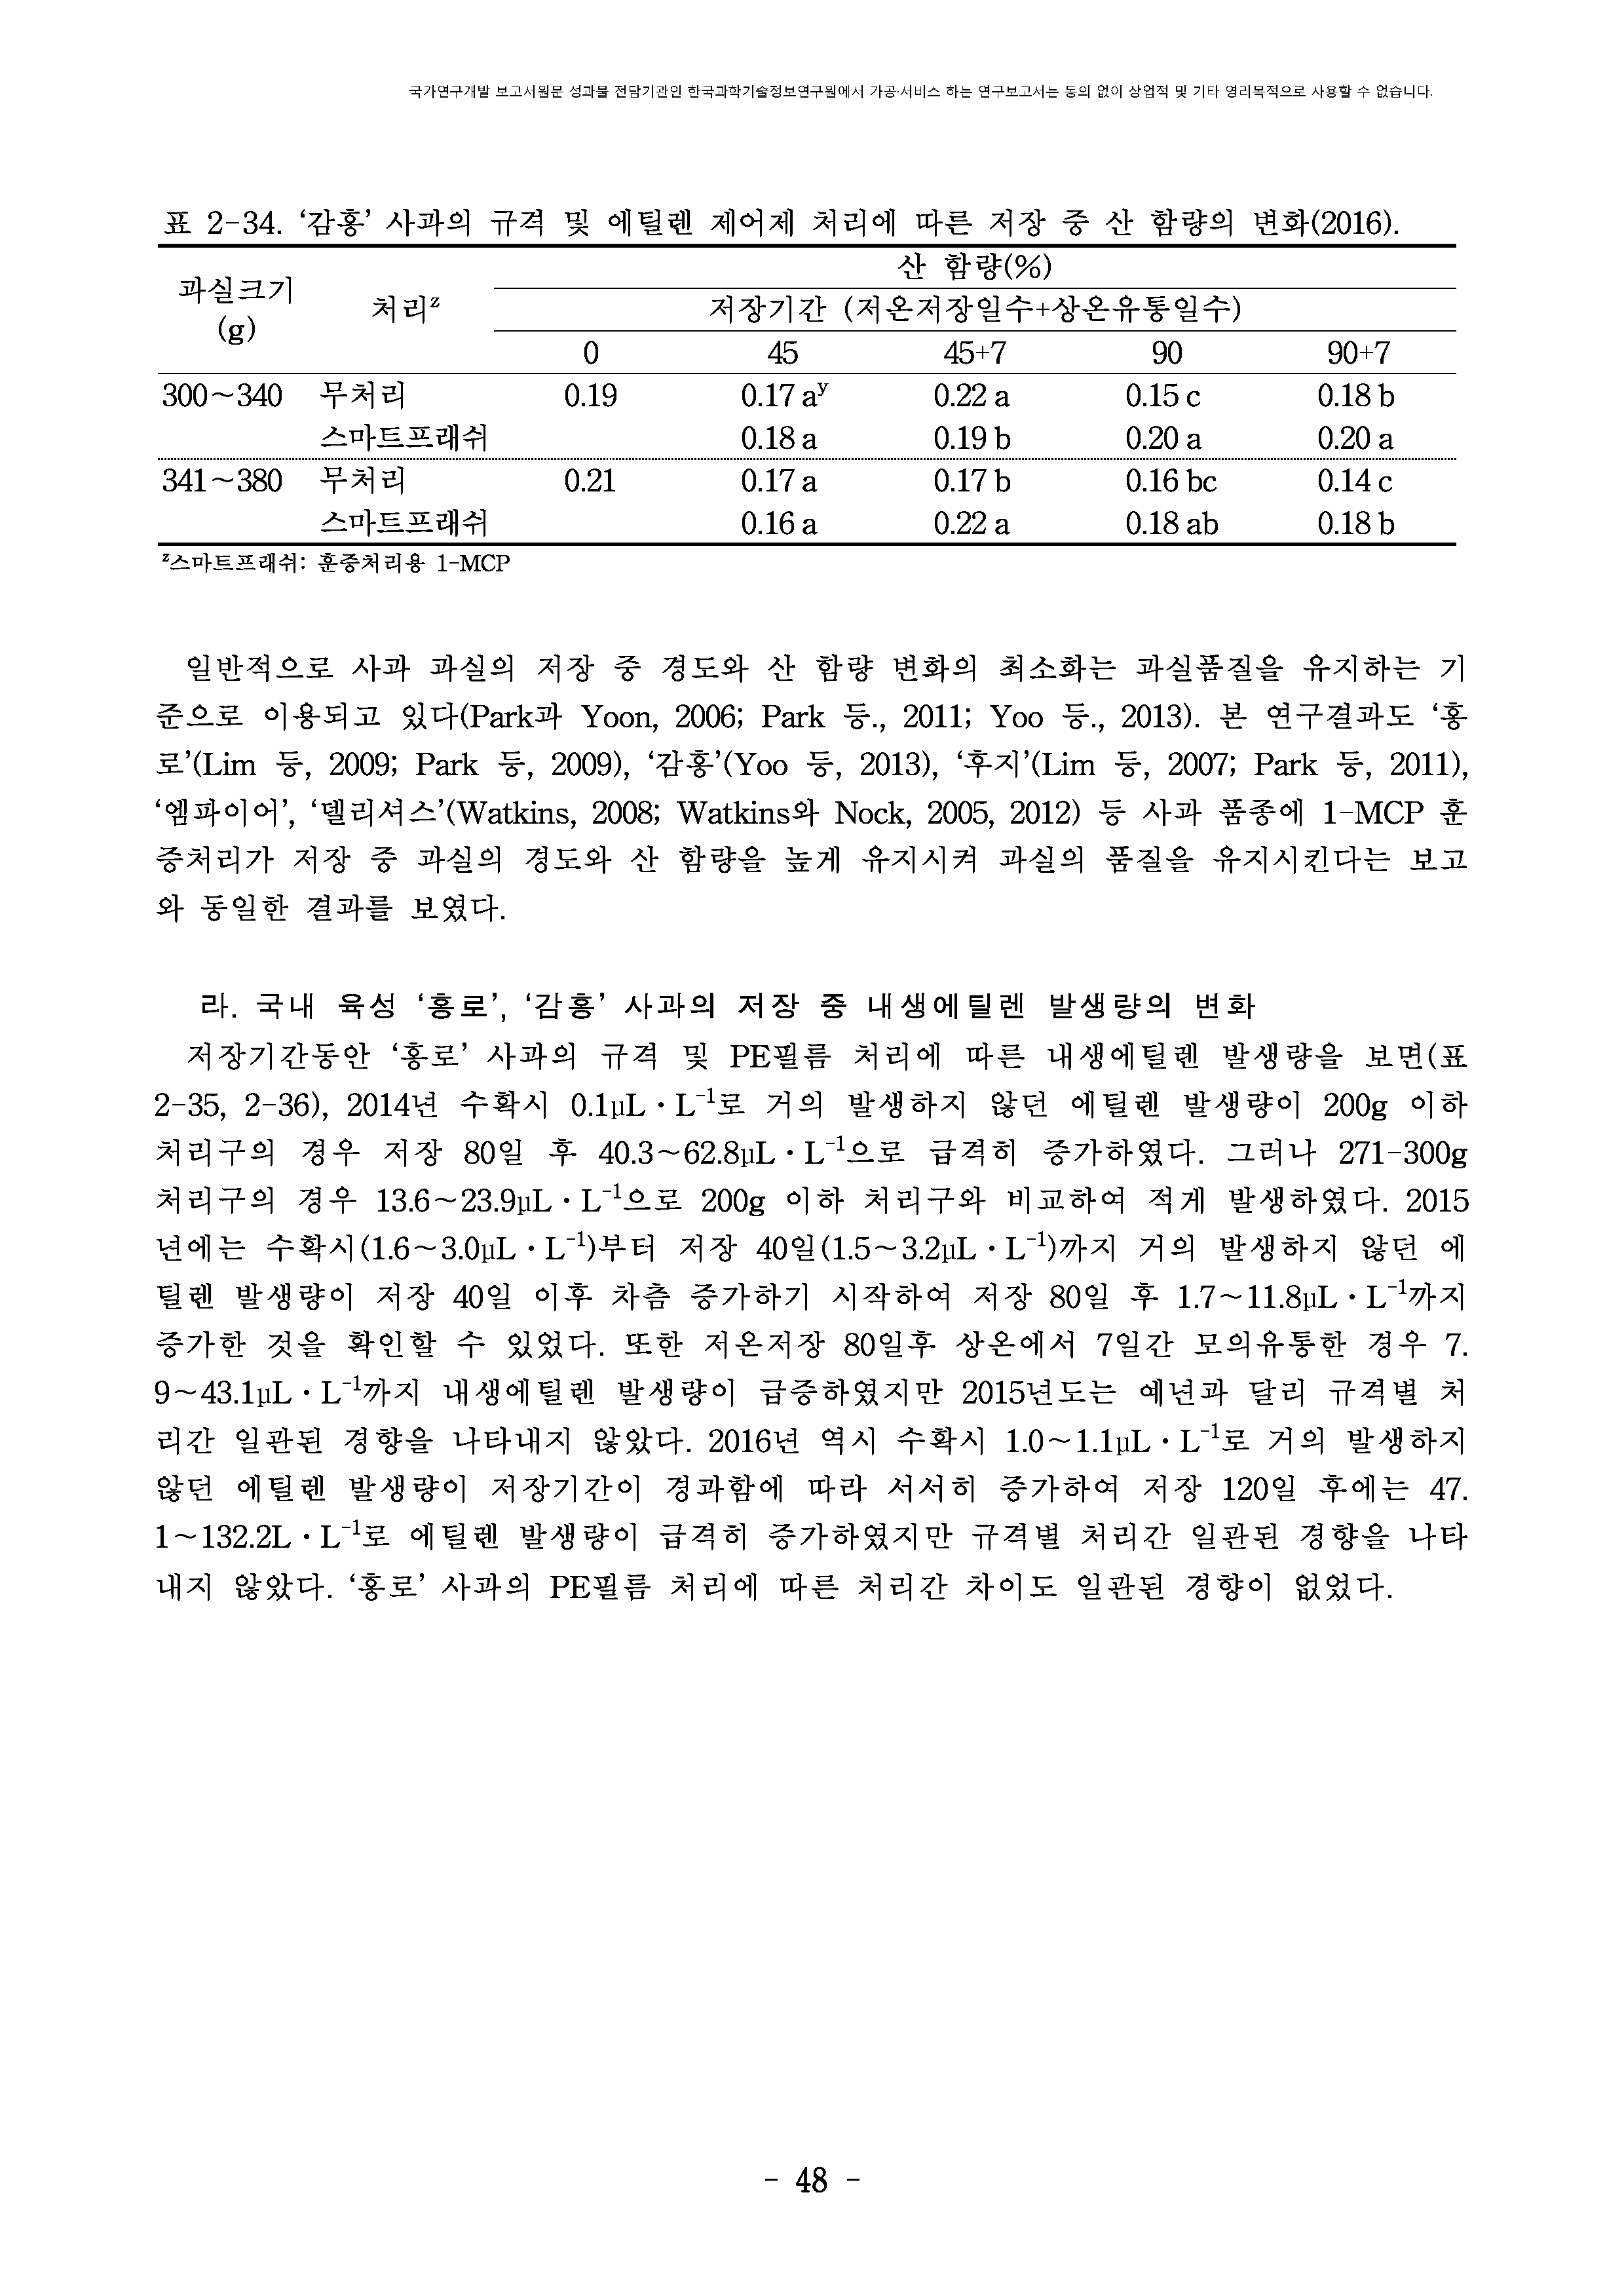 국가연구개발 보고서원문 성과물 전담기관인 한국과학기술정보연구원에서 가공·서비스 하는 연구보고서는 동의 없이 상업적 및 기타 영리목적으로 사용할 수 없습니다.
표 2-34. ‘감홍’ 사과의 규격 및 에틸렌 제어제 처리에 따른 저장 중 산 함량의 변화(2016).
과실크기 (g) 처리ᶻ 산 함량(%)
저장기간 (저온저장일수+상온유통일수)
0 45 45+7 90 90+7
300~340 무처리 0.19 0.17 aʸ 0.22 a 0.15 c 0.18 b
스마트프래쉬 0.18 a 0.19 b 0.20 a 0.20 a
341~380 무처리 0.21 0.17 a 0.17 b 0.16 bc 0.14 c
스마트프래쉬 0.16 a 0.22 a 0.18 ab 0.18 b
ᶻ스마트프래쉬: 훈증처리용 1-MCP
일반적으로 사과 과실의 저장 중 경도와 산 함량 변화의 최소화는 과실품질을 유지하는 기
준으로 이용되고 있다(Park과 Yoon, 2006; Park 등., 2011; Yoo 등., 2013). 본 연구결과도 ‘홍
로’(Lim 등, 2009; Park 등, 2009), ‘감홍’(Yoo 등, 2013), ‘후지’(Lim 등, 2007; Park 등, 2011),
‘엠파이어’, ‘델리셔스’(Watkins, 2008; Watkins와 Nock, 2005, 2012) 등 사과 품종에 1-MCP 훈
증처리가 저장 중 과실의 경도와 산 함량을 높게 유지시켜 과실의 품질을 유지시킨다는 보고
와 동일한 결과를 보였다.
라. 국내 육성 ‘홍로’, ‘감홍’ 사과의 저장 중 내생에틸렌 발생량의 변화
저장기간동안 ‘홍로’ 사과의 규격 및 PE필름 처리에 따른 내생에틸렌 발생량을 보면(표
2-35, 2-36), 2014년 수확시 0.1μL·L⁻¹로 거의 발생하지 않던 에틸렌 발생량이 200g 이하
처리구의 경우 저장 80일 후 40.3~62.8μL·L⁻¹으로 급격히 증가하였다. 그러나 271-300g
처리구의 경우 13.6~23.9μL·L⁻¹으로 200g 이하 처리구와 비교하여 적게 발생하였다. 2015
년에는 수확시(1.6~3.0μL·L⁻¹)부터 저장 40일(1.5~3.2μL·L⁻¹)까지 거의 발생하지 않던 에
틸렌 발생량이 저장 40일 이후 차츰 증가하기 시작하여 저장 80일 후 1.7~11.8μL·L⁻¹까지
증가한 것을 확인할 수 있었다. 또한 저온저장 80일후 상온에서 7일간 모의유통한 경우 7.
9~43.1μL·L⁻¹까지 내생에틸렌 발생량이 급증하였지만 2015년도는 예년과 달리 규격별 처
리간 일관된 경향을 나타내지 않았다. 2016년 역시 수확시 1.0~1.1μL·L⁻¹로 거의 발생하지
않던 에틸렌 발생량이 저장기간이 경과함에 따라 서서히 증가하여 저장 120일 후에는 47.
1~132.2L·L⁻¹로 에틸렌 발생량이 급격히 증가하였지만 규격별 처리간 일관된 경향을 나타
내지 않았다. ‘홍로’ 사과의 PE필름 처리에 따른 처리간 차이도 일관된 경향이 없었다.
- 48 -